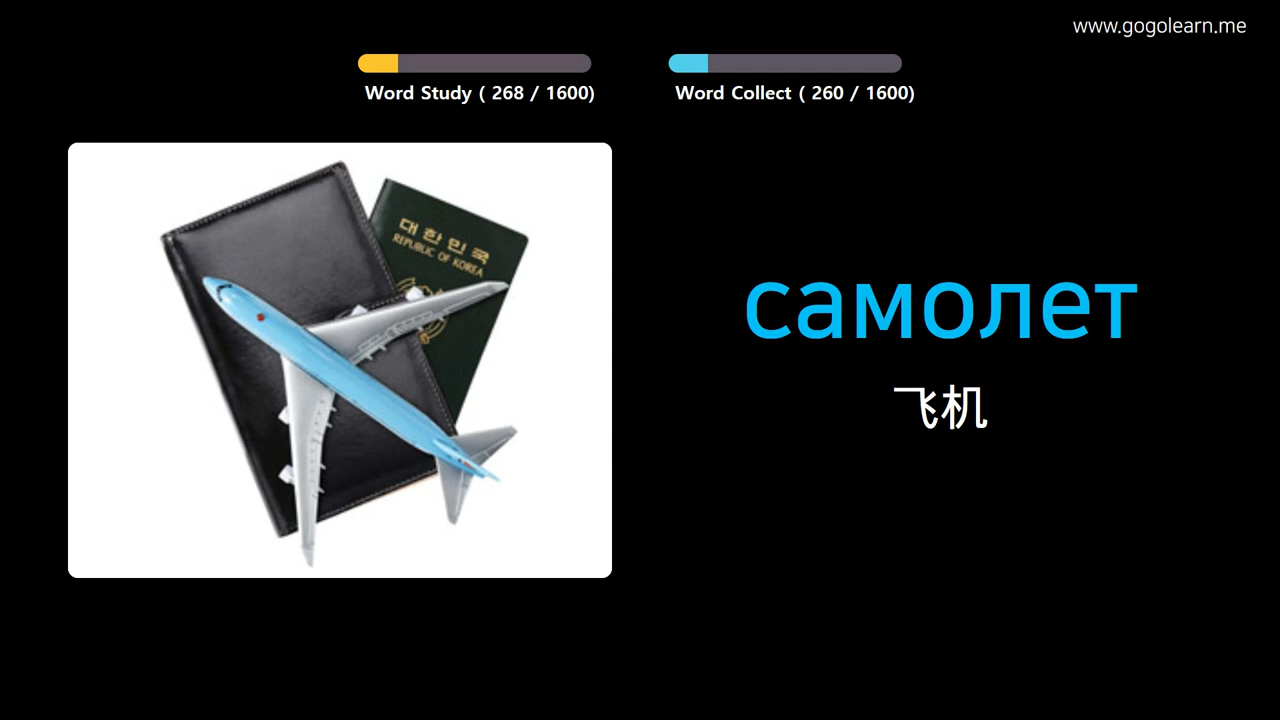 www.gogolearn.me
Word Study ( 268 / 1600)
Word Collect ( 260 / 1600)
대한민국
REPUBLIC OF KOREA
самолет
飞机